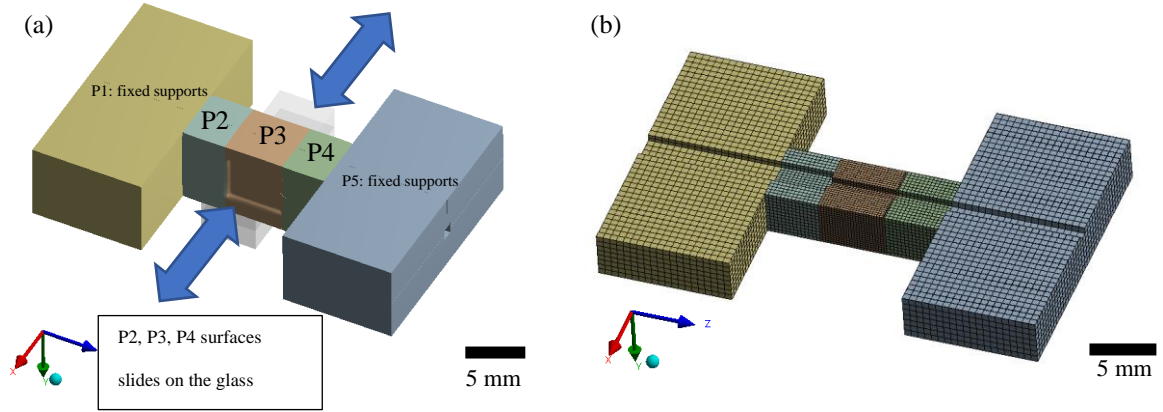 (a)
P1: fixed supports
P2
P3
P4
P5: fixed supports
P2, P3, P4 surfaces
slides on the glass
X
Y
5 mm
(b)
X
Y
Z
5 mm